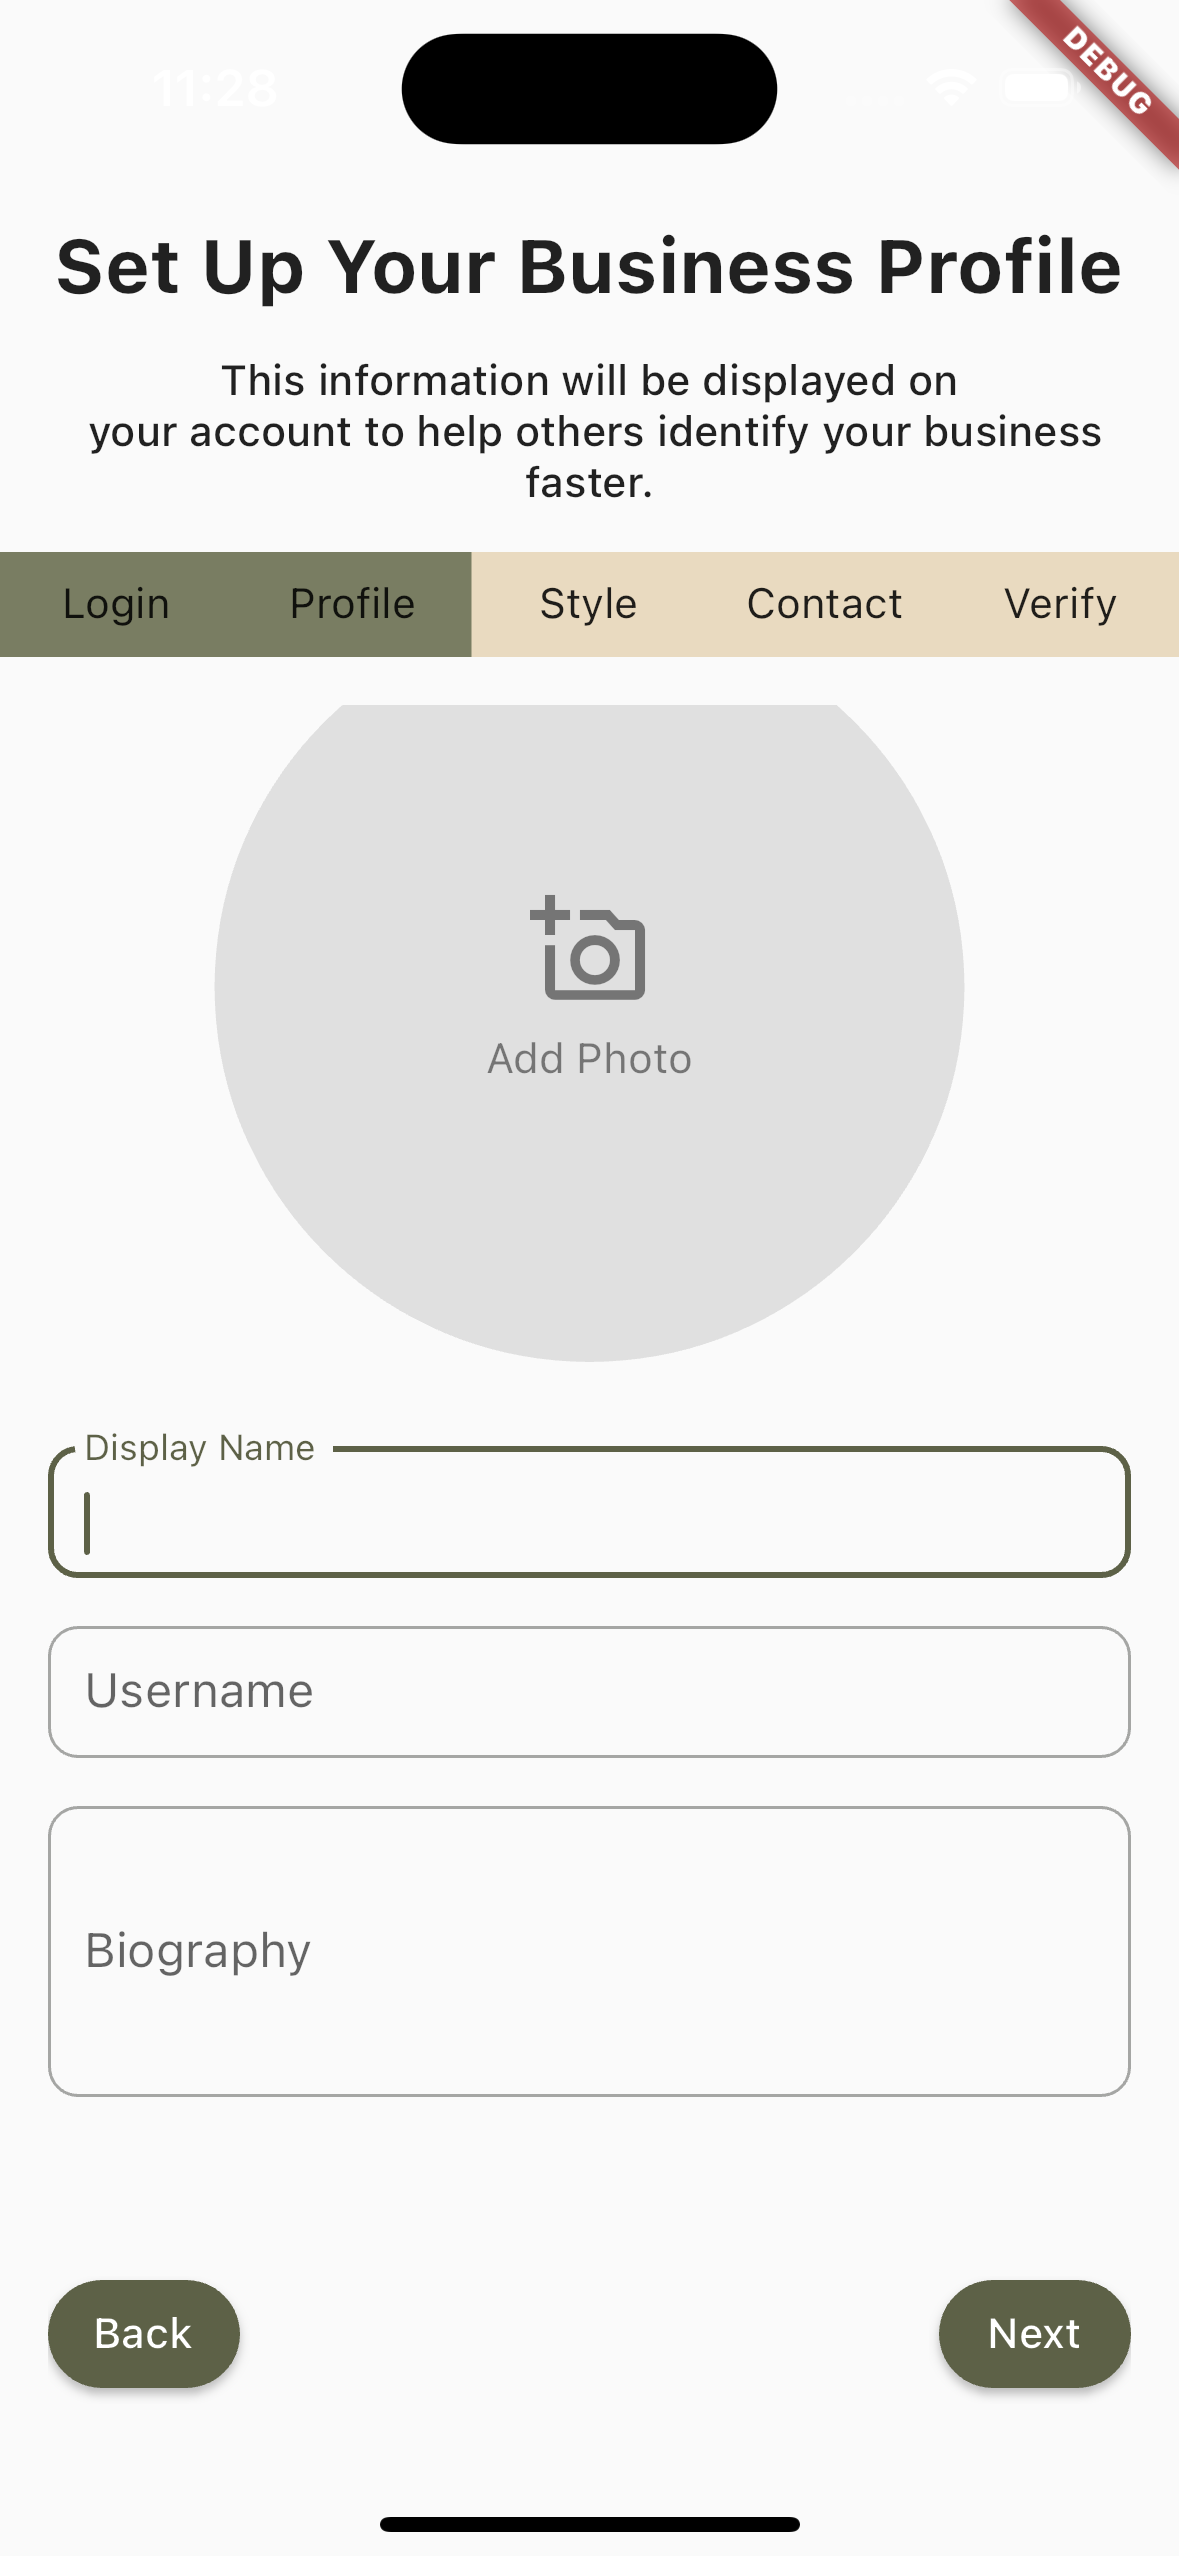 11:28
DEBUG
Set Up Your Business Profile
This information will be displayed on
your account to help others identify your business
faster.
Login Profile Style Contact Verify
Add Photo
Display Name
Username
Biography
Back Next